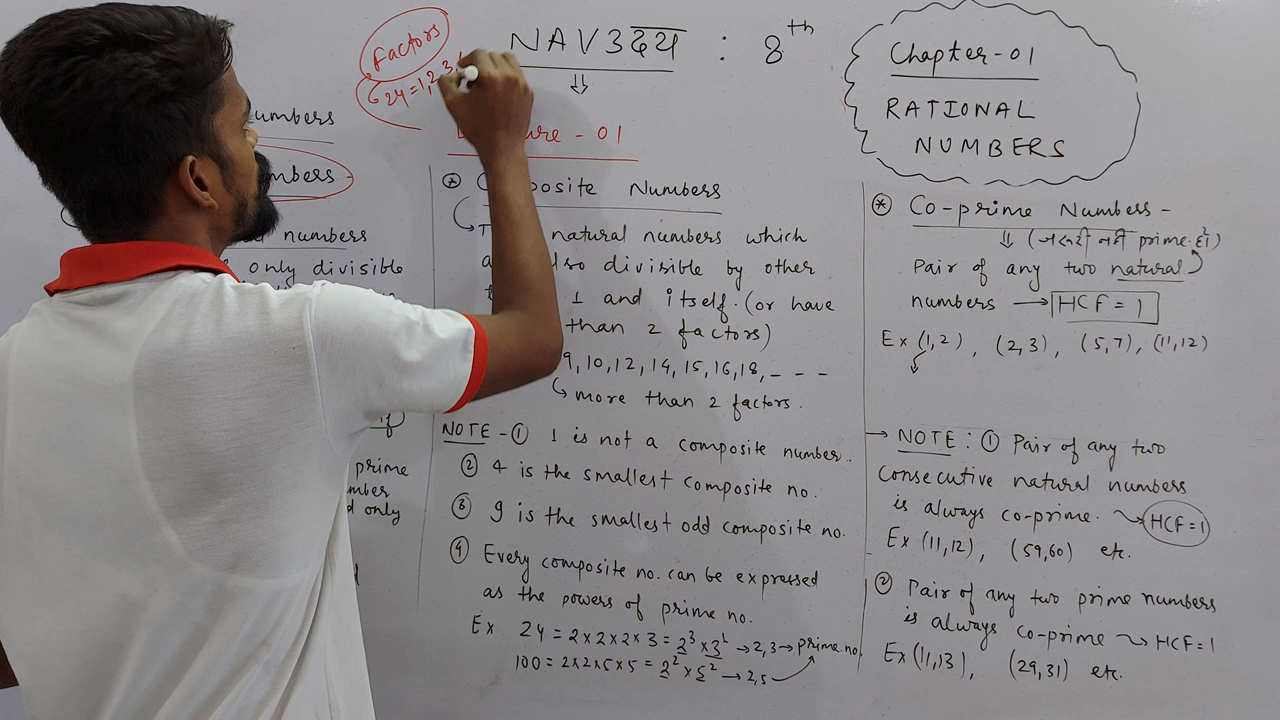 Factors
24=1,2,3,
NAV3दय : 8th
Chapter-01
RATIONAL
NUMBERS
umbers
mbers-
numbers
only divisible
if
prime
mber
only
ure - 01
posite Numbers
natural numbers which
also divisible by other
1 and itself. (or have
than 2 factors)
9, 10, 12, 14, 15, 16, 18, - - -
more than 2 factors.
NOTE - ① 1 is not a composite number.
② 4 is the smallest composite no.
③ 9 is the smallest odd composite no.
④ Every composite no. can be expressed
as the powers of prime no.
Ex 24 = 2×2×2×3 = 2³×3¹ → 2,3 → prime no.
100 = 2×2×5×5 = 2²×5² → 2,5
* Co-prime Numbers -
⇓ (जरूरी नहीं prime हो)
Pair of any two natural
numbers → HCF = 1
Ex (1,2), (2,3), (5,7), (11,12)
→ NOTE: ① Pair of any two
consecutive natural numbers
is always co-prime. → HCF=1
Ex (11,12), (59,60) etc.
② Pair of any two prime numbers
is always co-prime → HCF=1
Ex (11,13), (29,31) etc.